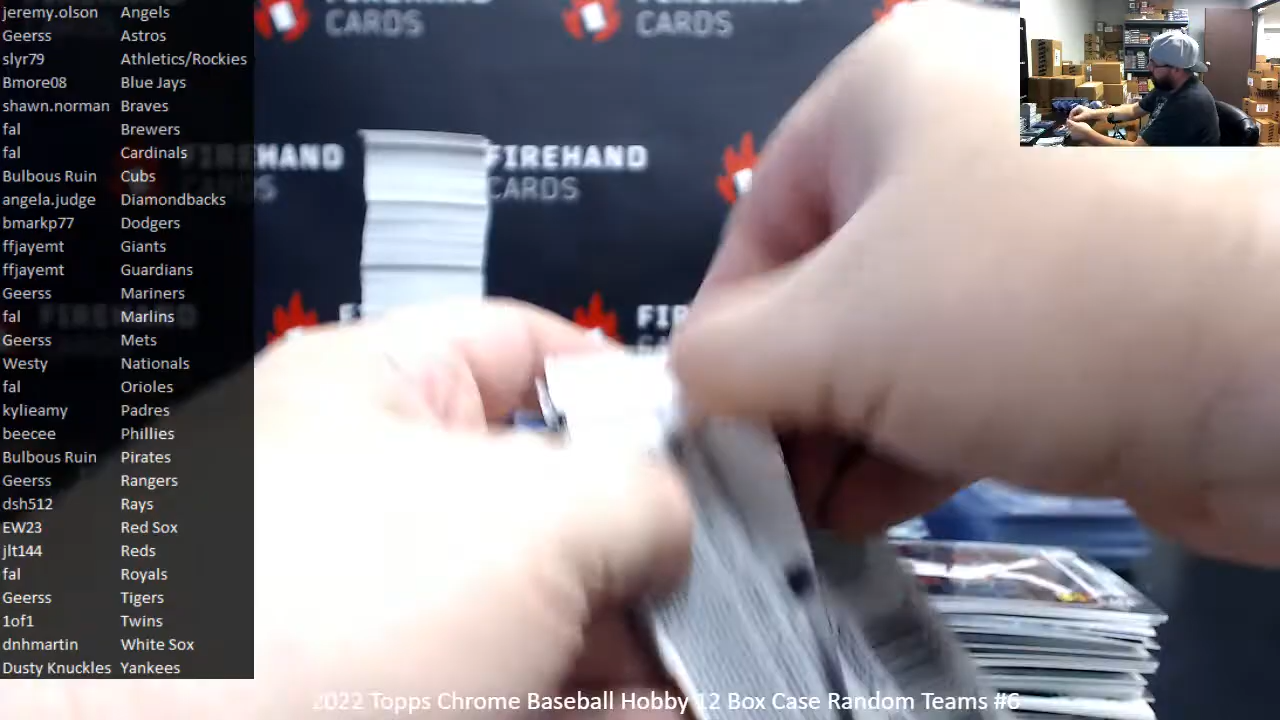 jeremy.olson Angels
Geerss Astros
slyr79 Athletics/Rockies
Bmore08 Blue Jays
shawn.norman Braves
fal Brewers
fal Cardinals
Bulbous Ruin Cubs
angela.judge Diamondbacks
bmarkp77 Dodgers
ffjayemt Giants
ffjayemt Guardians
Geerss Mariners
fal Marlins
Geerss Mets
Westy Nationals
fal Orioles
kylieamy Padres
beecee Phillies
Bulbous Ruin Pirates
Geerss Rangers
dsh512 Rays
EW23 Red Sox
jlt144 Reds
fal Royals
Geerss Tigers
1of1 Twins
dnhmartin White Sox
Dusty Knuckles Yankees
CARDS
CARDS
FIREHAND
CARDS
FIREHAND
CARDS
2022 Topps Chrome Baseball Hobby 12 Box Case Random Teams #6